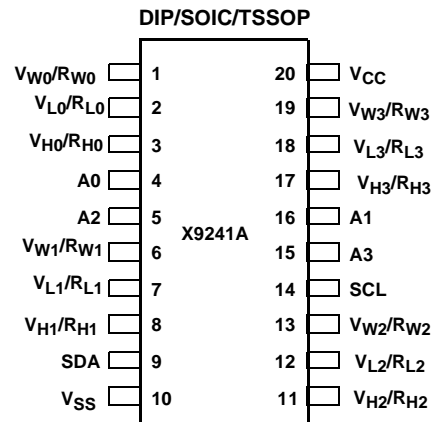 DIP/SOIC/TSSOP
VW0/RW0 1 20 VCC
VL0/RL0 2 19 VW3/RW3
VH0/RH0 3 18 VL3/RL3
A0 4 17 VH3/RH3
A2 5 16 A1
X9241A
VW1/RW1 6 15 A3
VL1/RL1 7 14 SCL
VH1/RH1 8 13 VW2/RW2
SDA 9 12 VL2/RL2
VSS 10 11 VH2/RH2